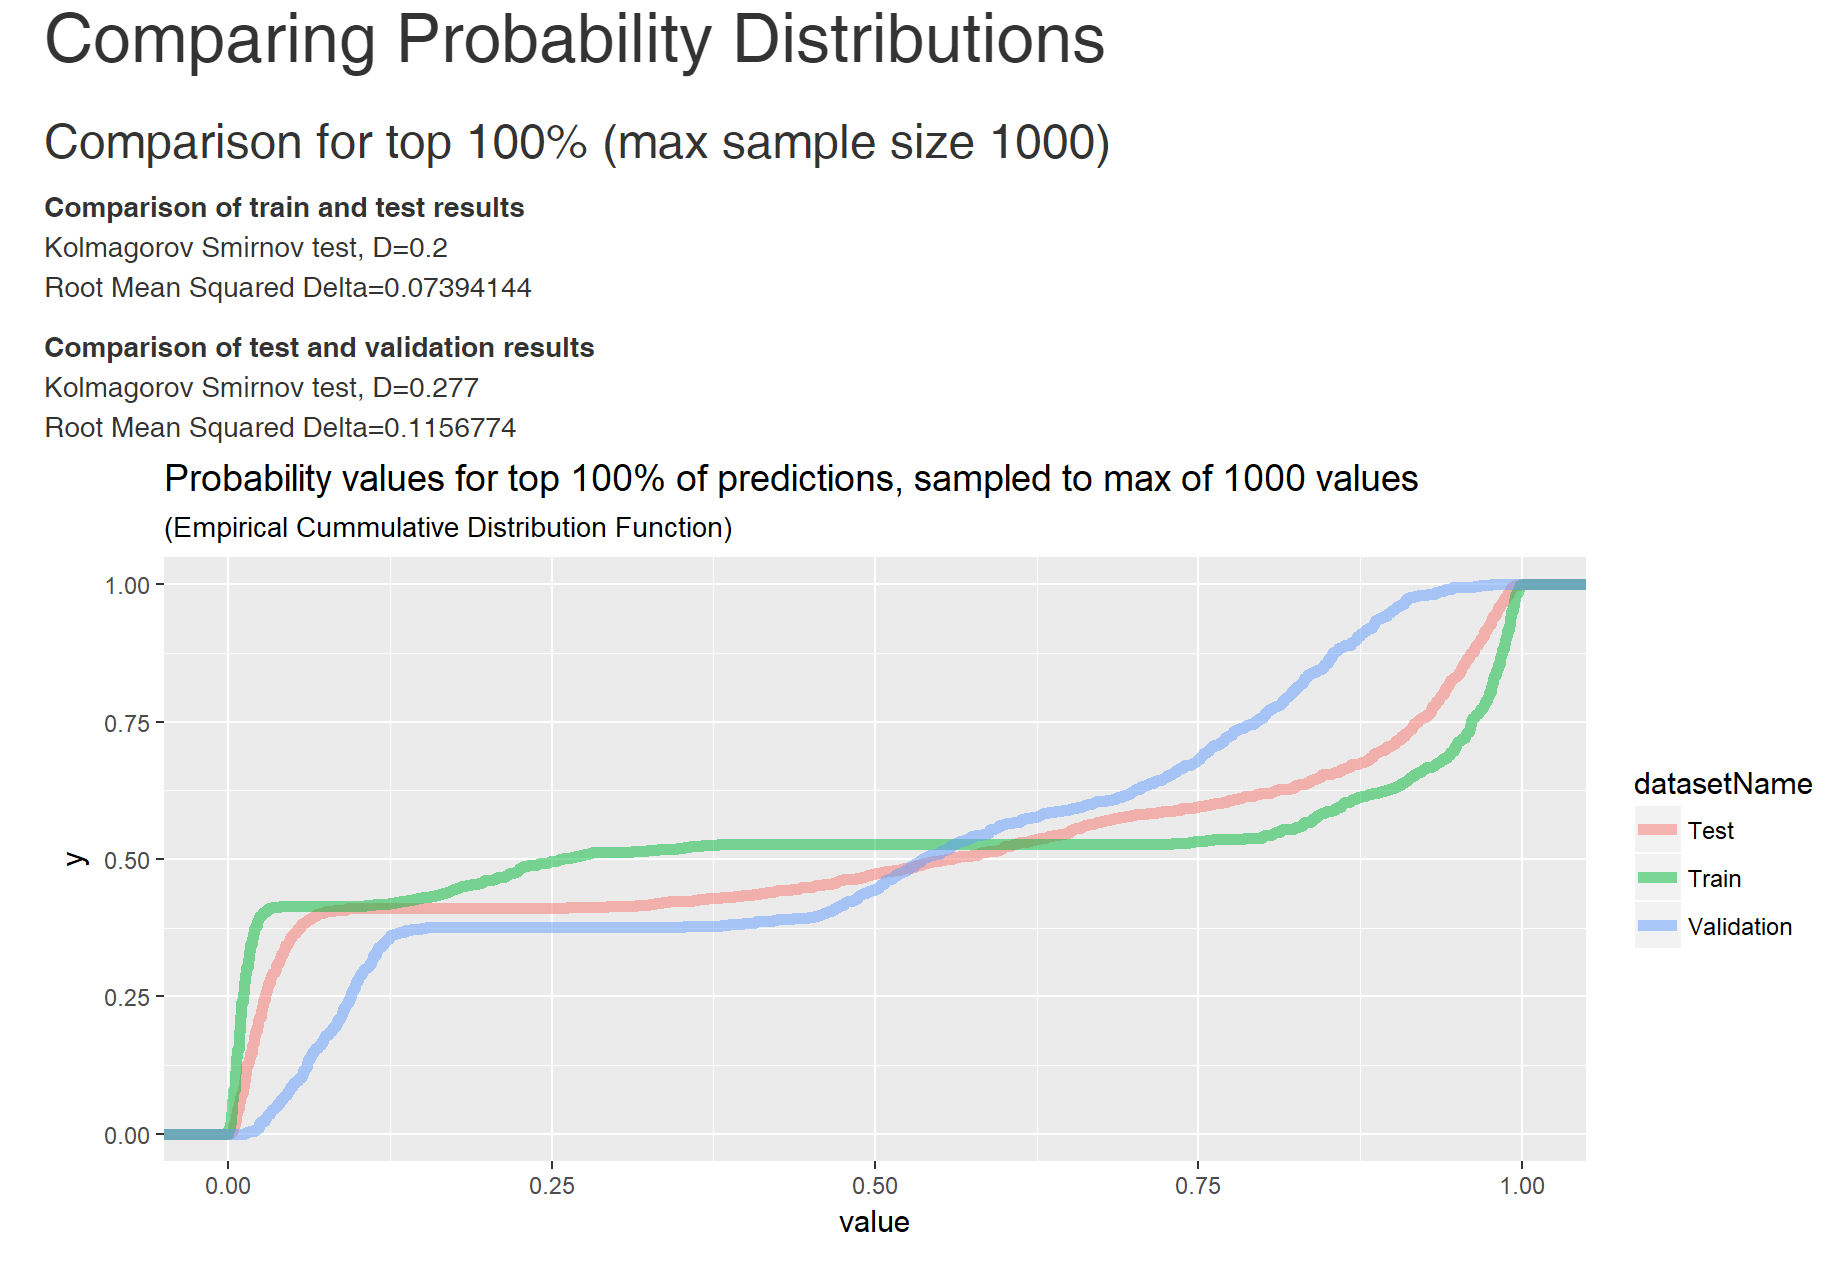 Comparing Probability Distributions
Comparison for top 100% (max sample size 1000)
Comparison of train and test results
Kolmagorov Smirnov test, D=0.2
Root Mean Squared Delta=0.07394144
Comparison of test and validation results
Kolmagorov Smirnov test, D=0.277
Root Mean Squared Delta=0.1156774
Probability values for top 100% of predictions, sampled to max of 1000 values
(Empirical Cummulative Distribution Function)
1.00
0.75
0.50
0.25
0.00
y
0.00 0.25 0.50 0.75 1.00
value
datasetName
Test
Train
Validation